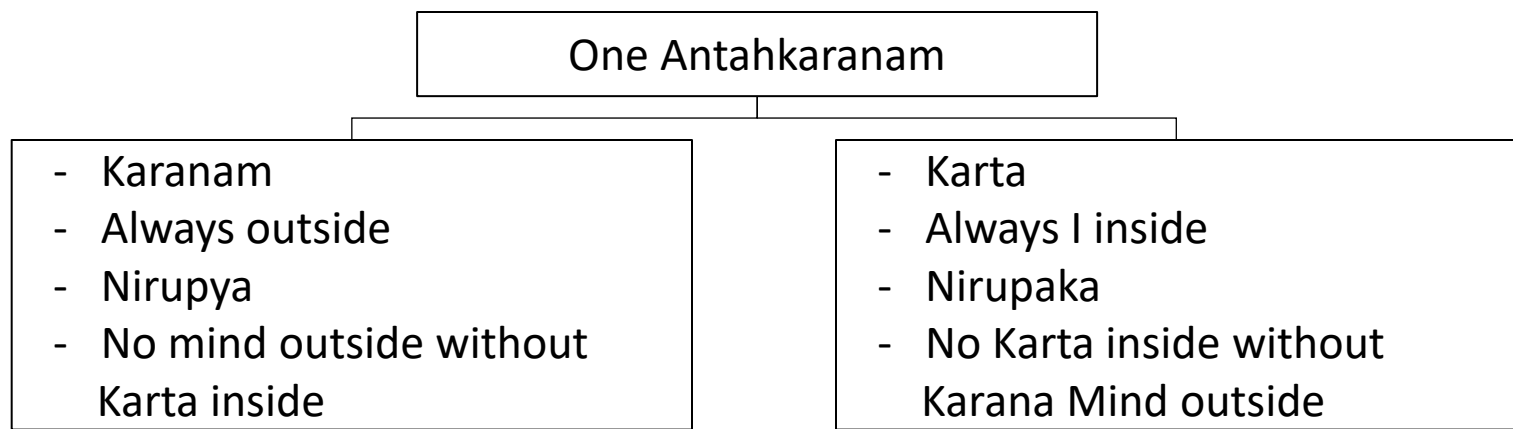 One Antahkaranam
- Karanam
- Always outside
- Nirupya
- No mind outside without
Karta inside
- Karta
- Always I inside
- Nirupaka
- No Karta inside without
Karana Mind outside